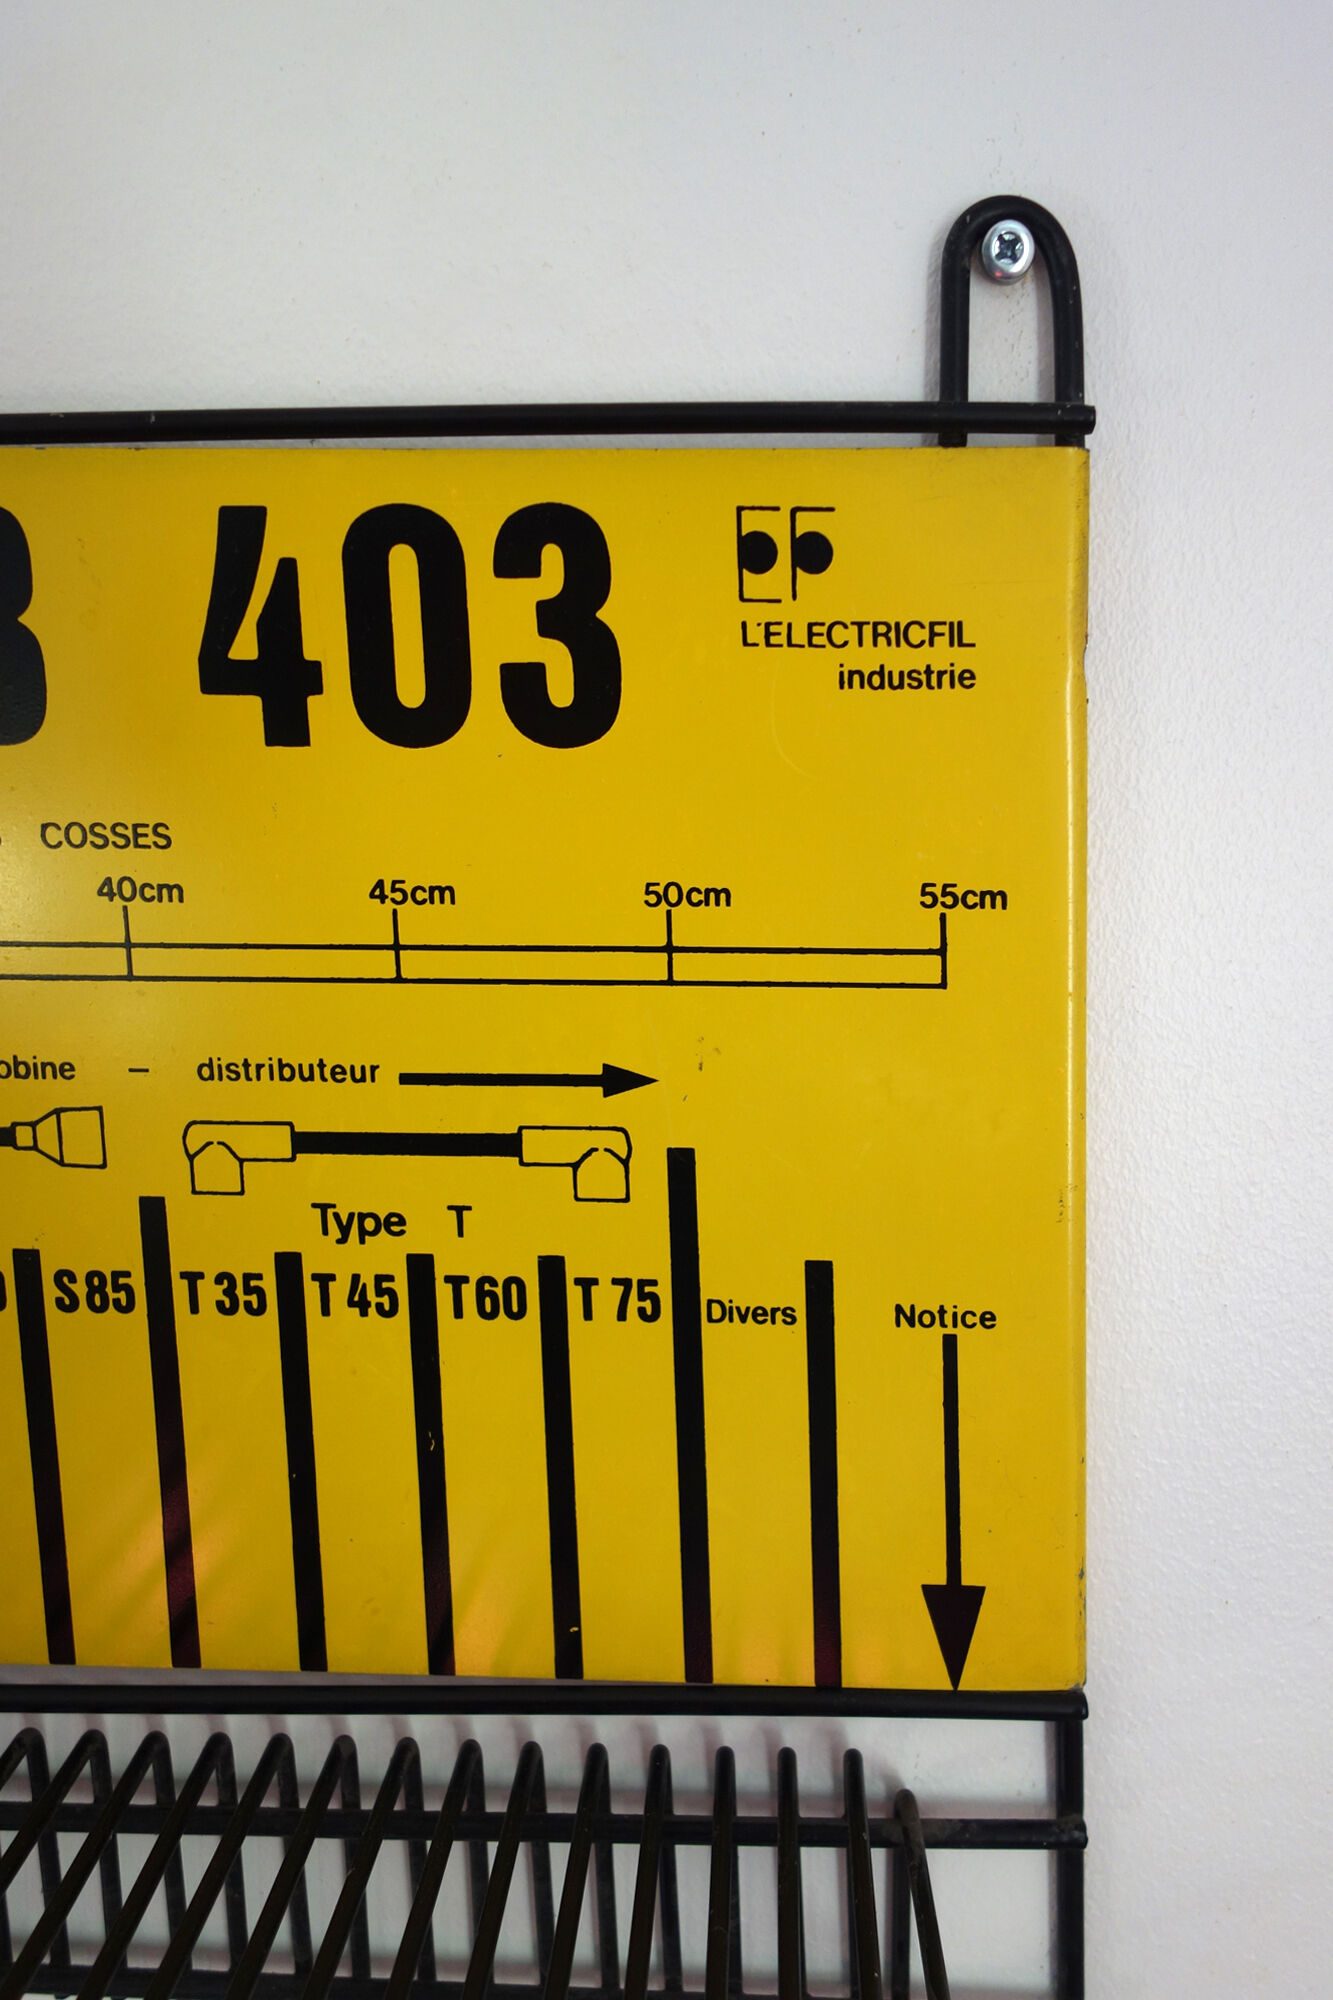 403
L'ELECTRICFIL
industrie
COSSES
40cm 45cm 50cm 55cm
– distributeur
Type T
S85 T35 T45 T60 T75 Divers Notice